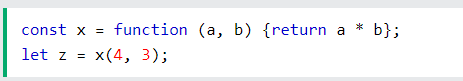 const x = function (a, b) {return a * b};
let z = x(4, 3);